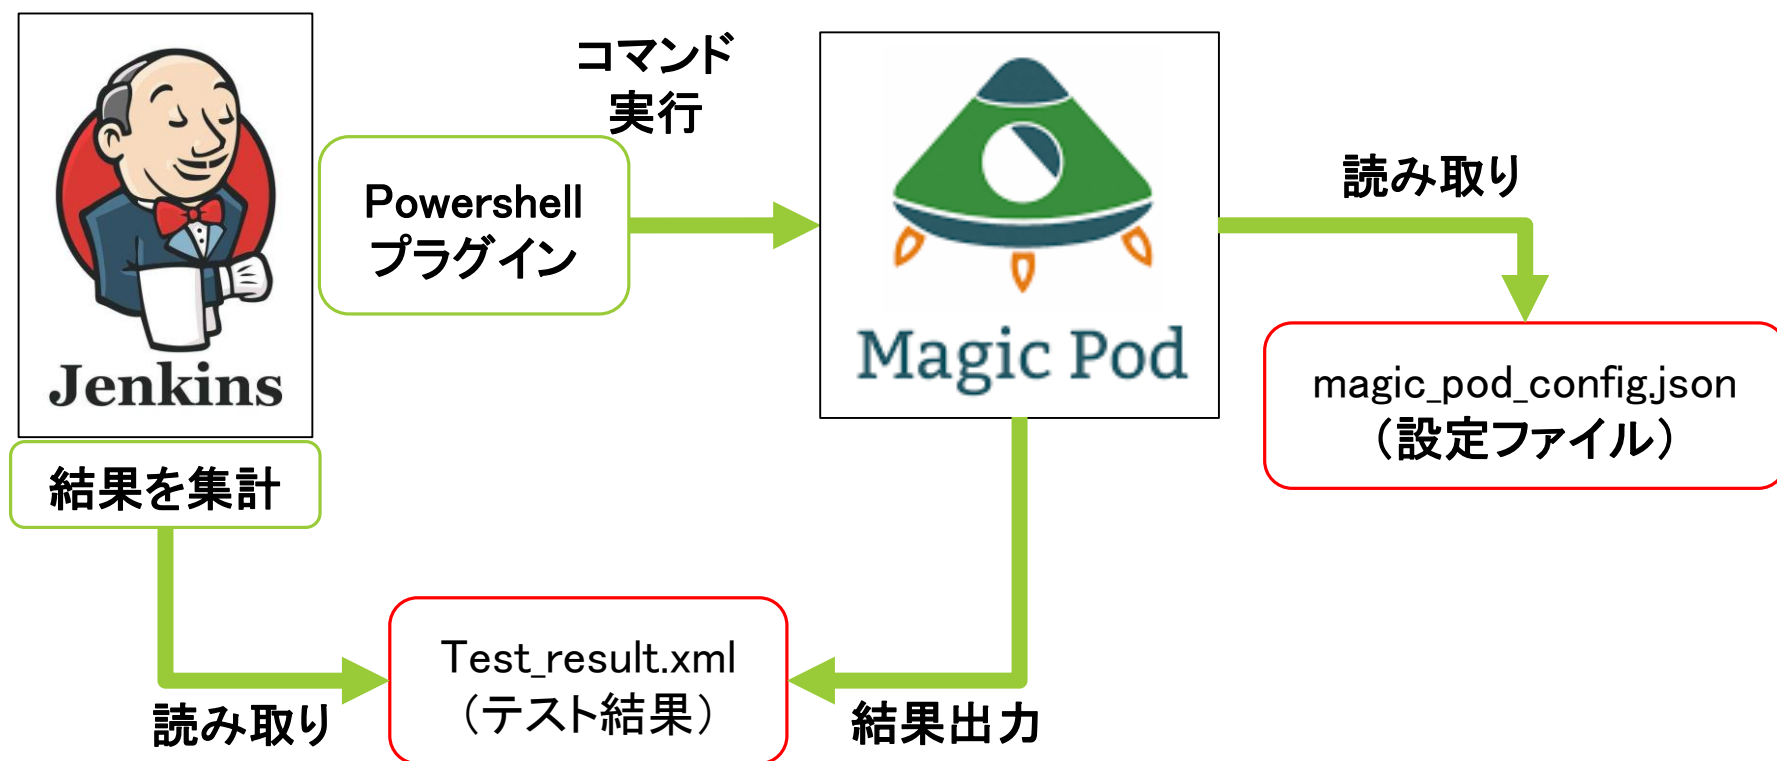 コマンド
実行
Powershell
プラグイン
Jenkins
Magic Pod
読み取り
magic_pod_config.json
（設定ファイル）
結果を集計
Test_result.xml
（テスト結果）
読み取り
結果出力